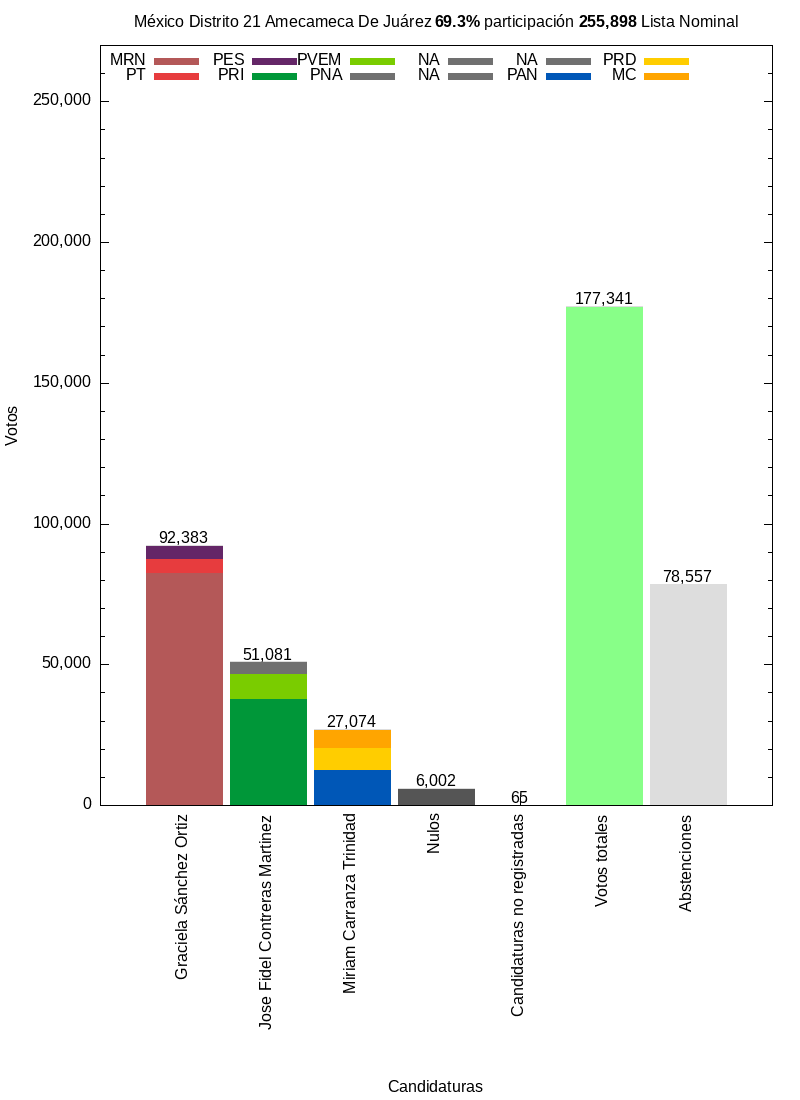 México Distrito 21 Amecameca De Juárez 69.3% participación 255,898 Lista Nominal
MRN PES PVEM NA NA PRD
PT PRI PNA NA PAN MC
250,000
200,000
177,341
150,000
Votos
100,000
92,383
78,557
50,000
51,081
27,074
6,002
65
0
Graciela Sánchez Ortiz
Jose Fidel Contreras Martinez
Miriam Carranza Trinidad
Nulos
Candidaturas no registradas
Votos totales
Abstenciones
Candidaturas